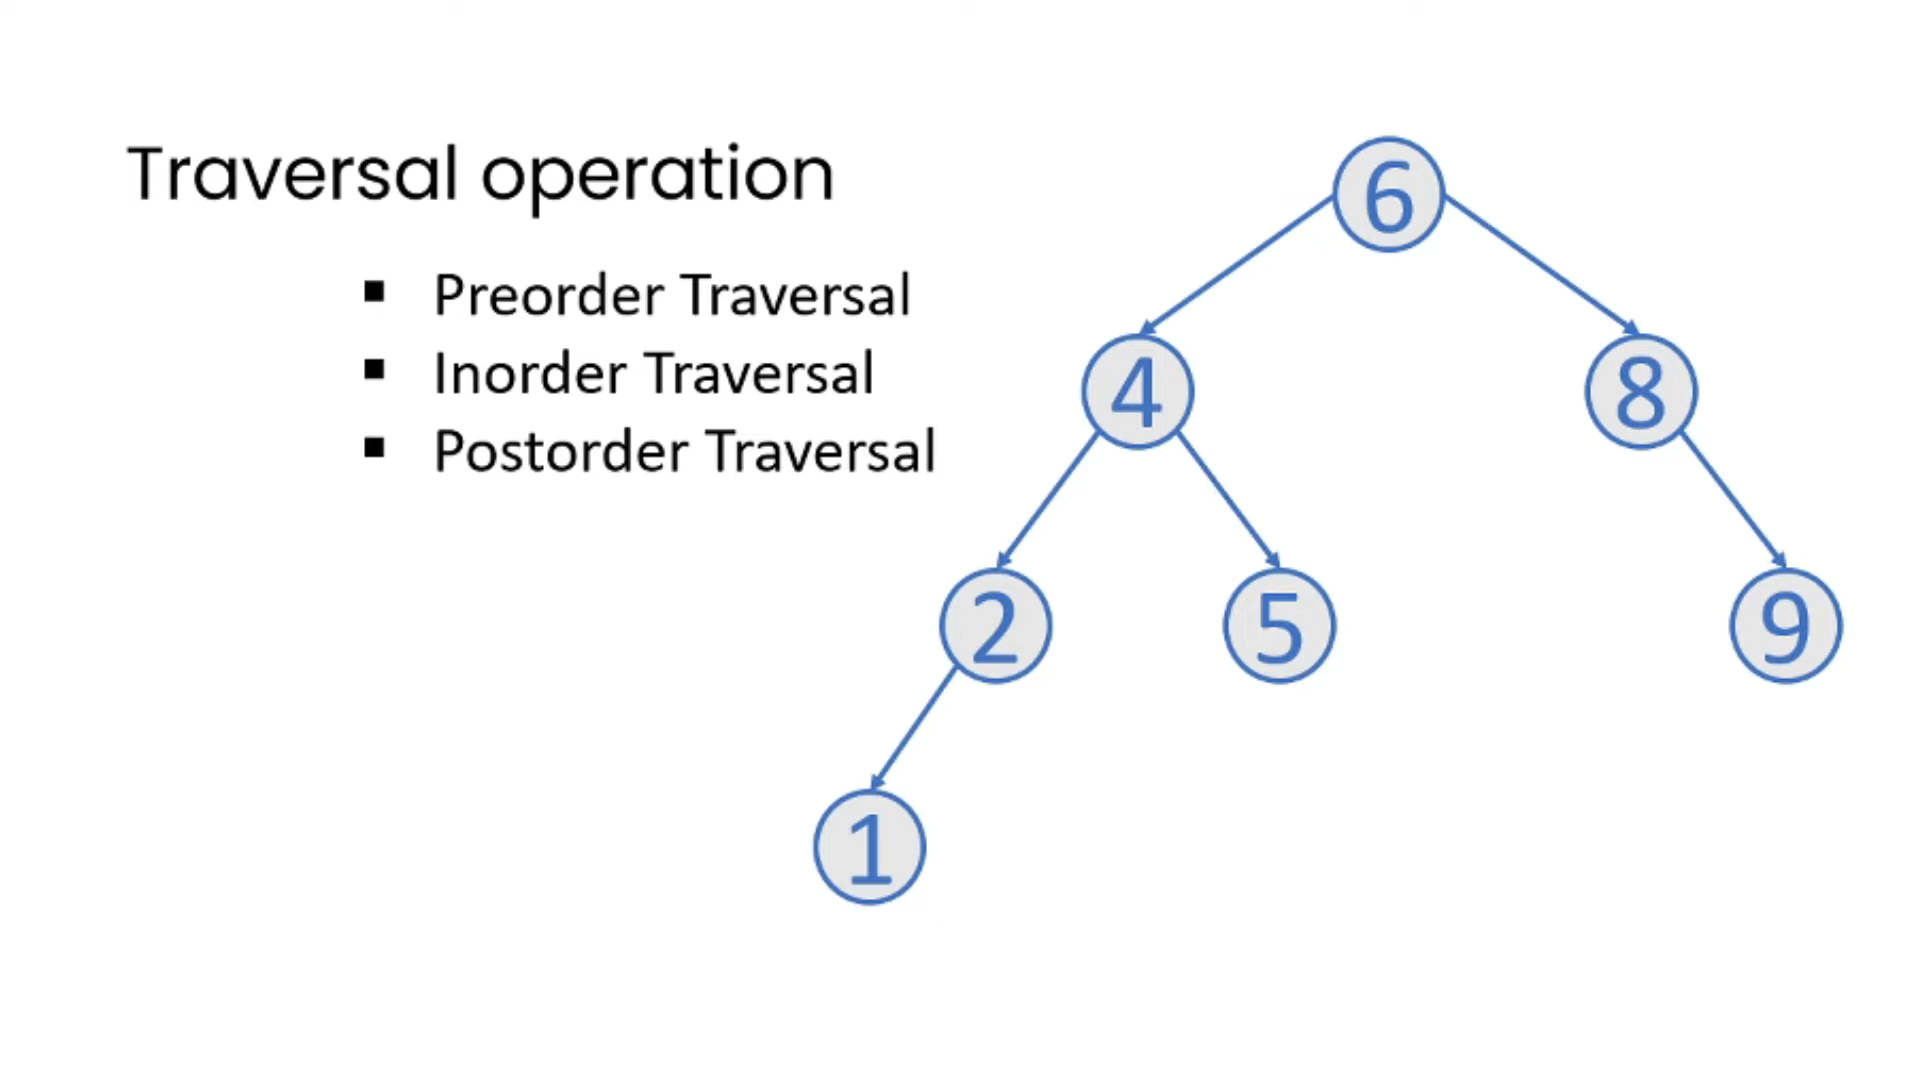 Traversal operation
▪ Preorder Traversal
▪ Inorder Traversal
▪ Postorder Traversal
6
4
8
2
5
9
1